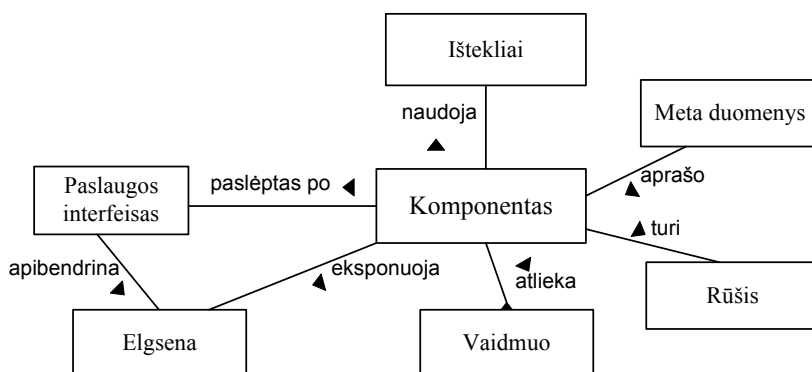 Ištekliai
naudoja
Meta duomenys
aprašo
Paslaugos
interfeisas
paslėptas po
Komponentas
turi
apibendrina
eksponuoja
atlieka
Rūšis
Elgsena
Vaidmuo